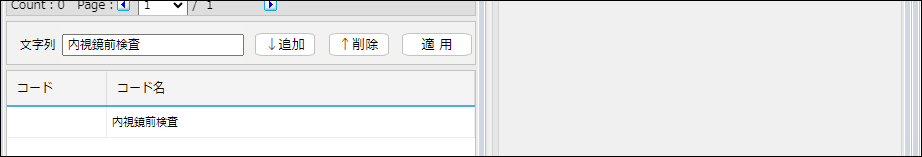 Count : 0 Page : 1 / 1
文字列 内視鏡前検査 ↓追加 ↑削除 適 用
コード コード名
内視鏡前検査